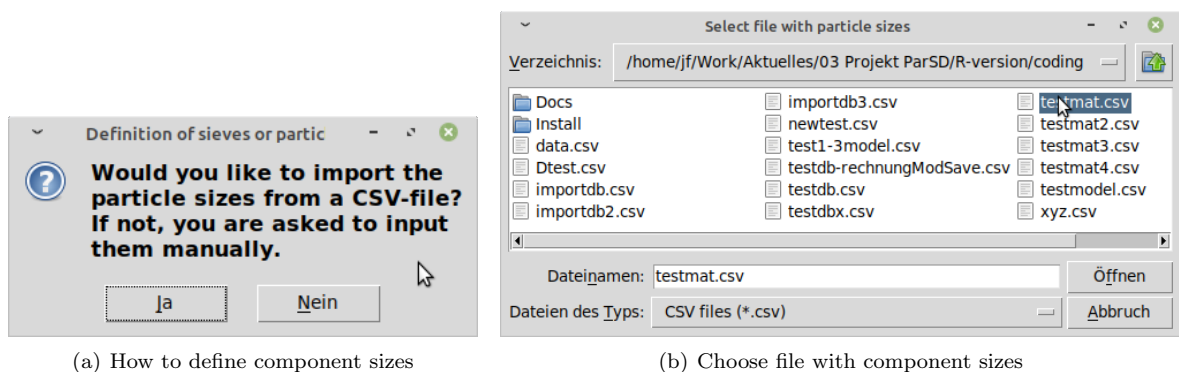 Definition of sieves or partic
Would you like to import the
particle sizes from a CSV-file?
If not, you are asked to input
them manually.
Ja
Nein
(a) How to define component sizes
Select file with particle sizes
Verzeichnis: /home/jf/Work/Aktuelles/03 Projekt ParSD/R-version/coding
Docs
Install
data.csv
Dtest.csv
importdb.csv
importdb2.csv
importdb3.csv
newtest.csv
test1-3model.csv
testdb-rechnungModSave.csv
testdb.csv
testdbx.csv
testmat.csv
testmat2.csv
testmat3.csv
testmat4.csv
testmodel.csv
xyz.csv
Dateinamen: testmat.csv
Öffnen
Dateien des Typs: CSV files (*.csv)
Abbruch
(b) Choose file with component sizes